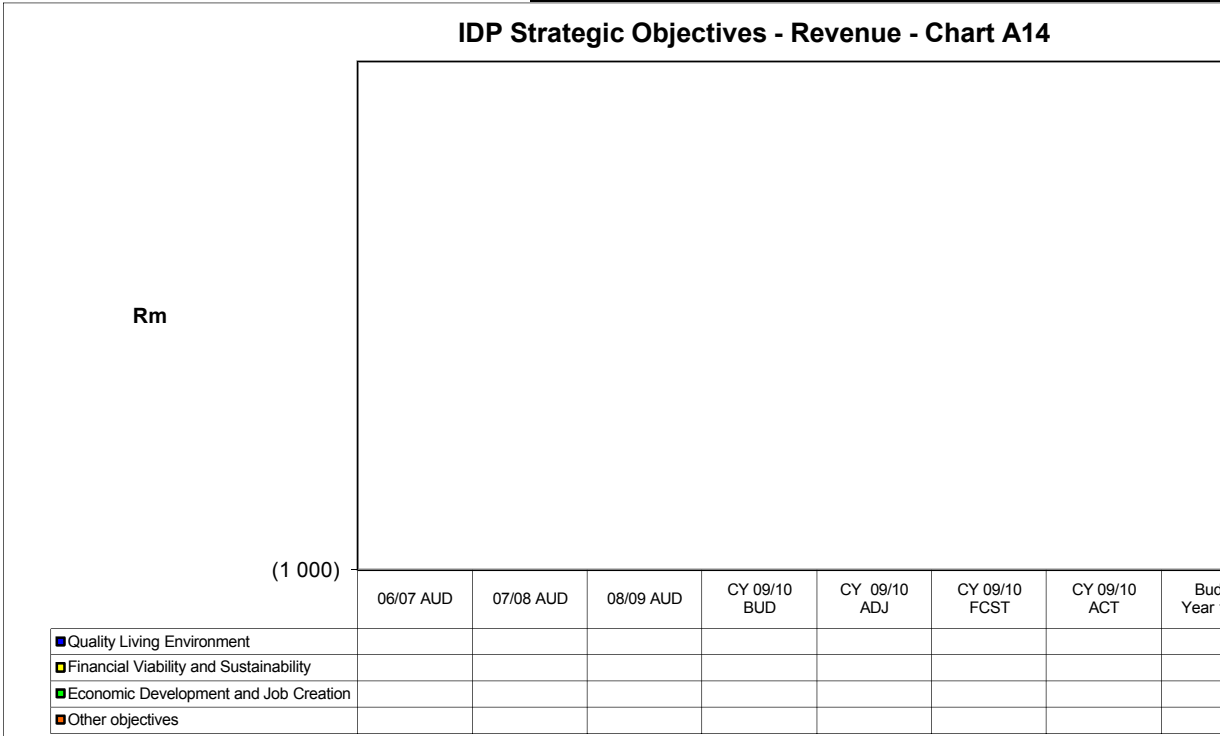 IDP Strategic Objectives - Revenue - Chart A14
Rm
(1 000)
06/07 AUD
07/08 AUD
08/09 AUD
CY 09/10
BUD
CY 09/10
ADJ
CY 09/10
FCST
CY 09/10
ACT
Bud
Year
Quality Living Environment
Financial Viability and Sustainability
Economic Development and Job Creation
Other objectives